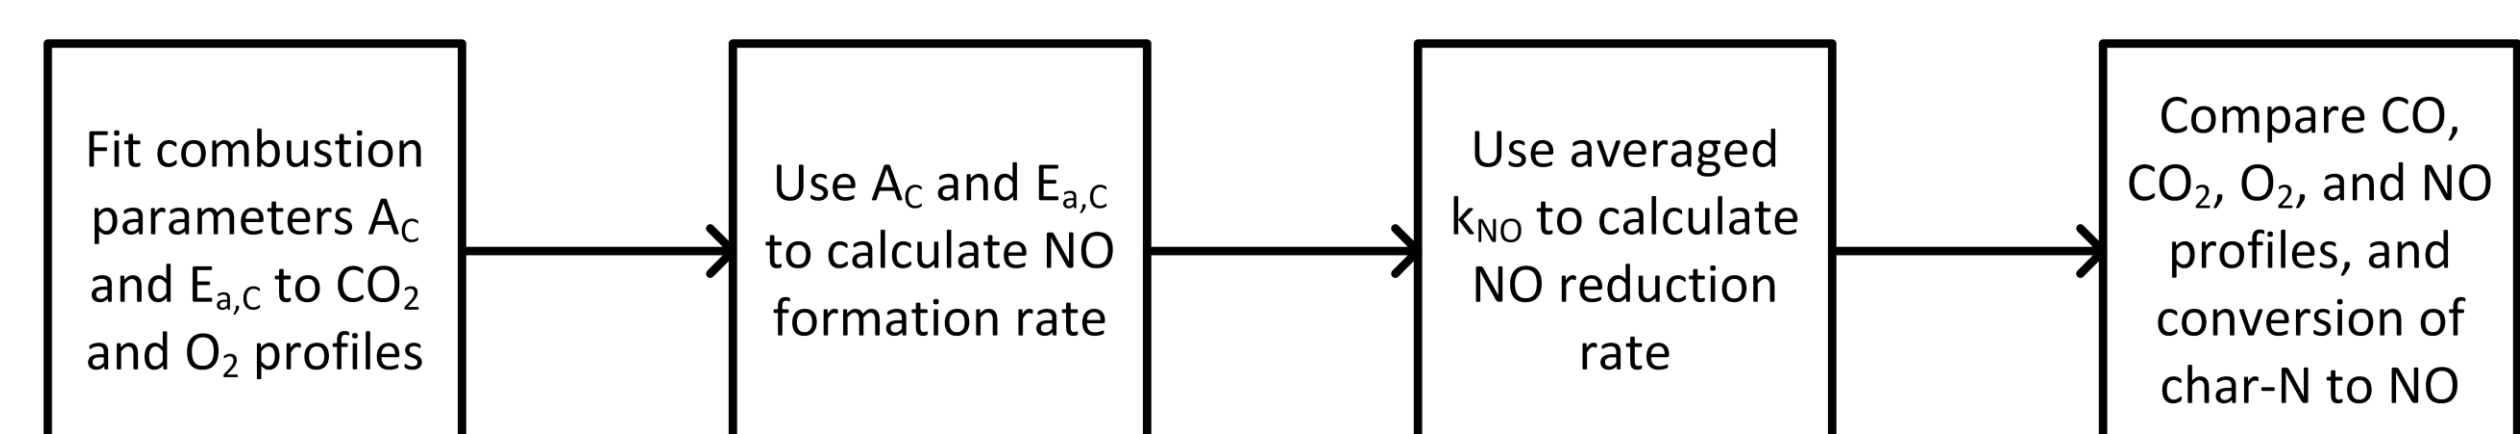 Fit combustion
parameters A_C
and E_a,C to CO₂
and O₂ profiles
Use A_C and E_a,C
to calculate NO
formation rate
Use averaged
k_NO to calculate
NO reduction
rate
Compare CO,
CO₂, O₂, and NO
profiles, and
conversion of
char-N to NO